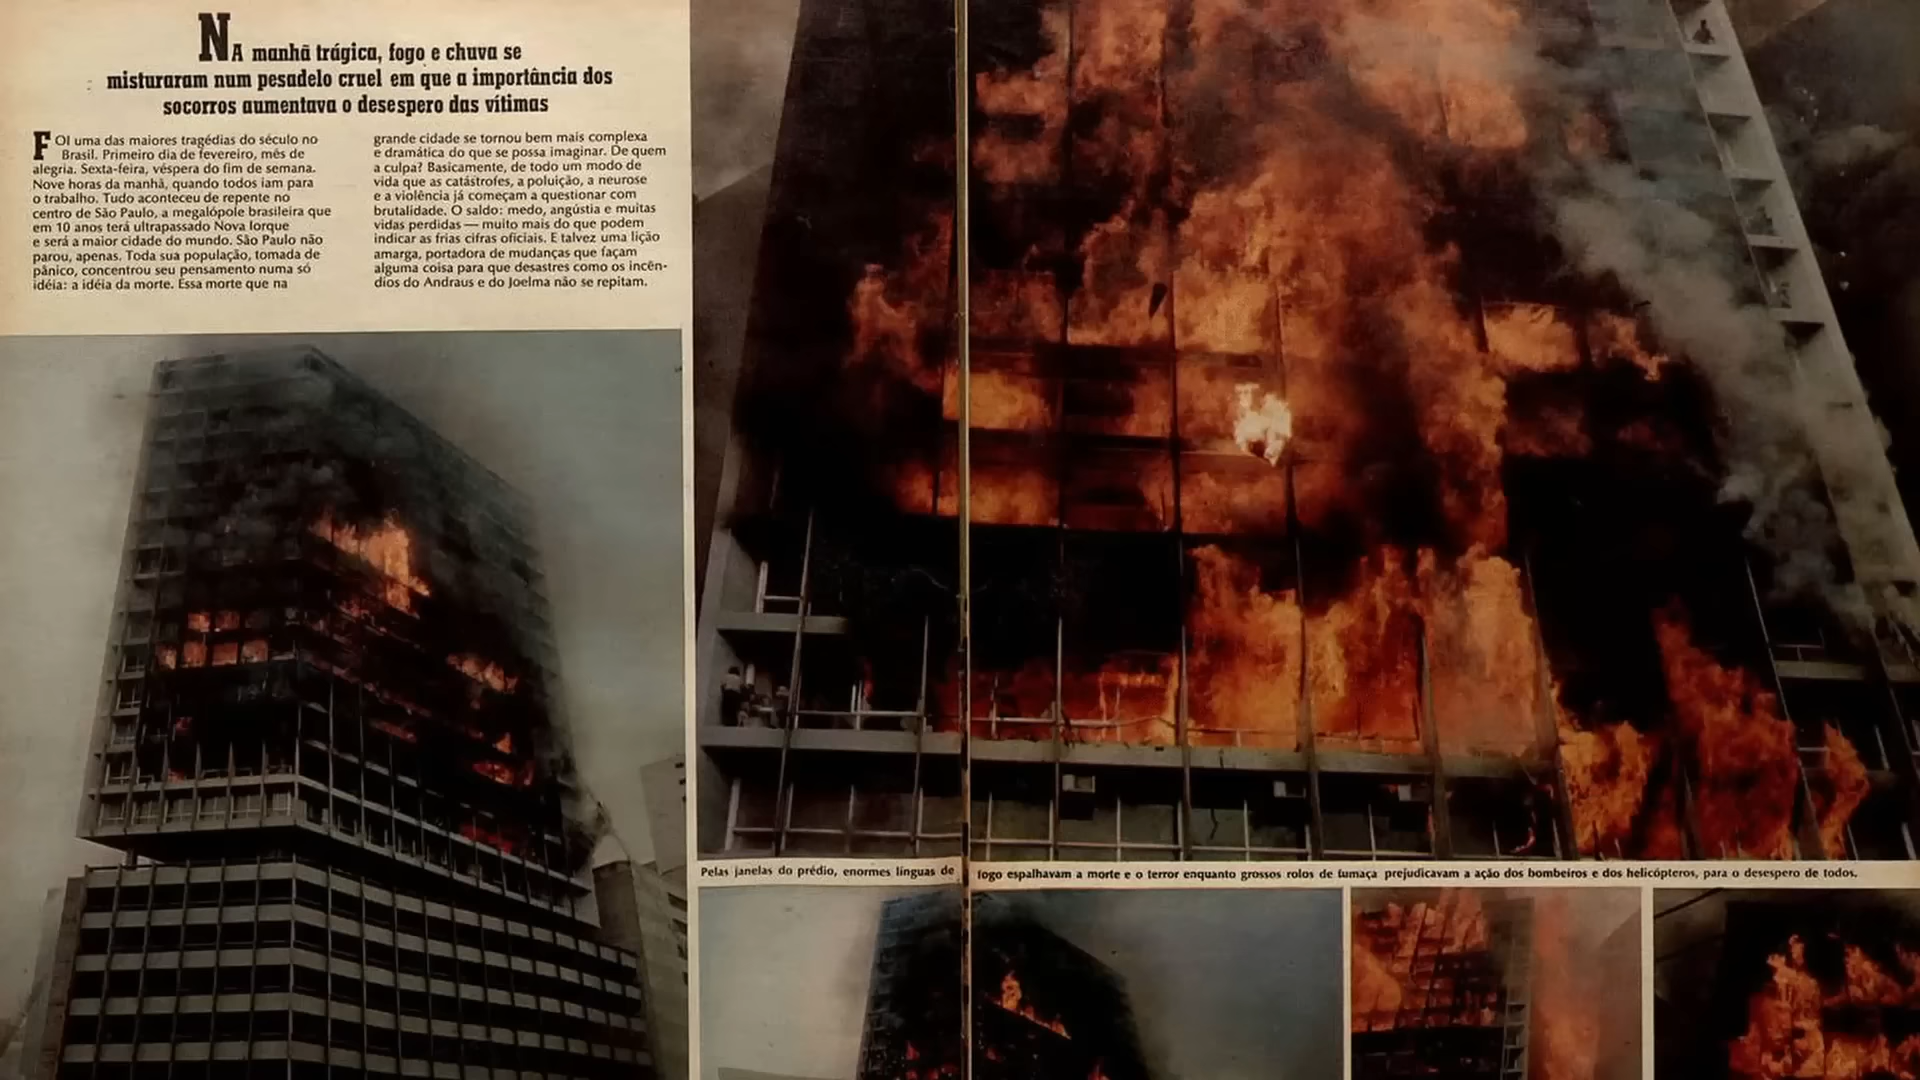 NA manhã trágica, fogo e chuva se
misturaram num pesadelo cruel em que a importância dos
socorros aumentava o desespero das vítimas
FOI uma das maiores tragédias do século no
Brasil. Primeiro dia de fevereiro, mês de
alegria. Sexta-feira, véspera do fim de semana.
Nove horas da manhã, quando todos iam para
o trabalho. Tudo aconteceu de repente no
centro de São Paulo, a megalópole brasileira que
em 10 anos terá ultrapassado Nova Iorque
e será a maior cidade do mundo. São Paulo não
parou, apenas. Toda sua população, tomada de
pânico, concentrou seu pensamento numa só
idéia: a idéia da morte. Essa morte que na
grande cidade se tornou bem mais complexa
e dramática do que se possa imaginar. De quem
a culpa? Basicamente, de todo um modo de
vida que as catástrofes, a poluição, a neurose
e a violência já começam a questionar com
brutalidade. O saldo: medo, angústia e muitas
vidas perdidas — muito mais do que podem
indicar as frias cifras oficiais. E talvez uma lição
amarga, portadora de mudanças que façam
alguma coisa para que desastres como os incên-
dios do Andraus e do Joelma não se repitam.
Pelas janelas do prédio, enormes línguas de fogo espalhavam a morte e o terror enquanto grossos rolos de fumaça prejudicavam a ação dos bombeiros e dos helicópteros, para o desespero de todos.